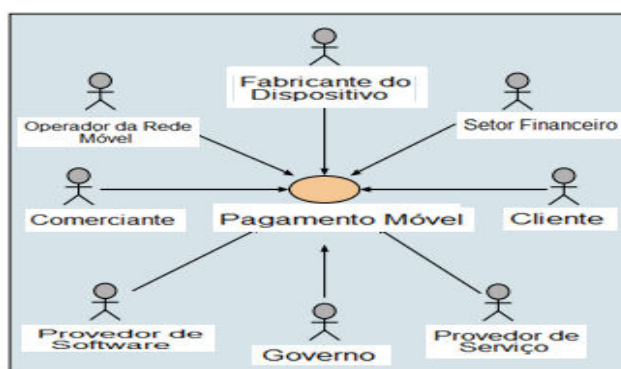 Fabricante do
Dispositivo
Operador da Rede
Móvel
Setor Financeiro
Comerciante
Pagamento Móvel
Cliente
Provedor de
Software
Governo
Provedor de
Serviço